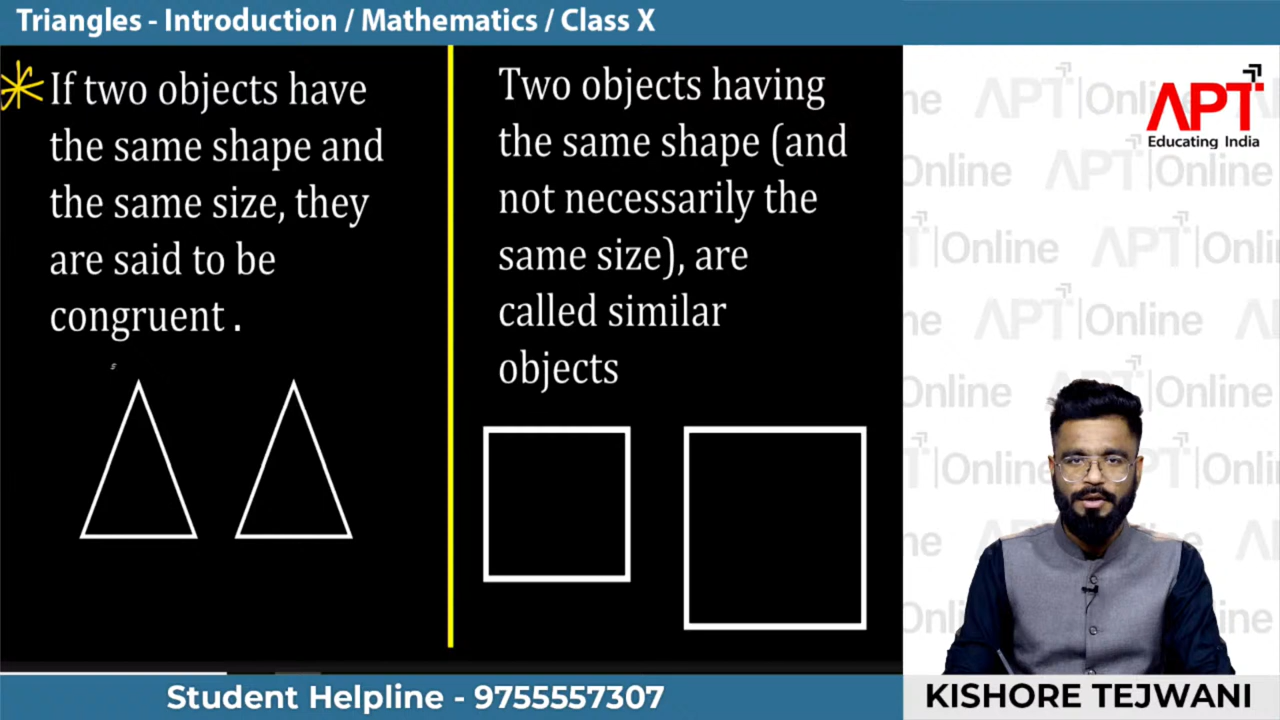 Triangles - Introduction / Mathematics / Class X
If two objects have
the same shape and
the same size, they
are said to be
congruent .
Two objects having
the same shape (and
not necessarily the
same size), are
called similar
objects
APT
Educating India
APT|Online
Student Helpline - 9755557307
KISHORE TEJWANI